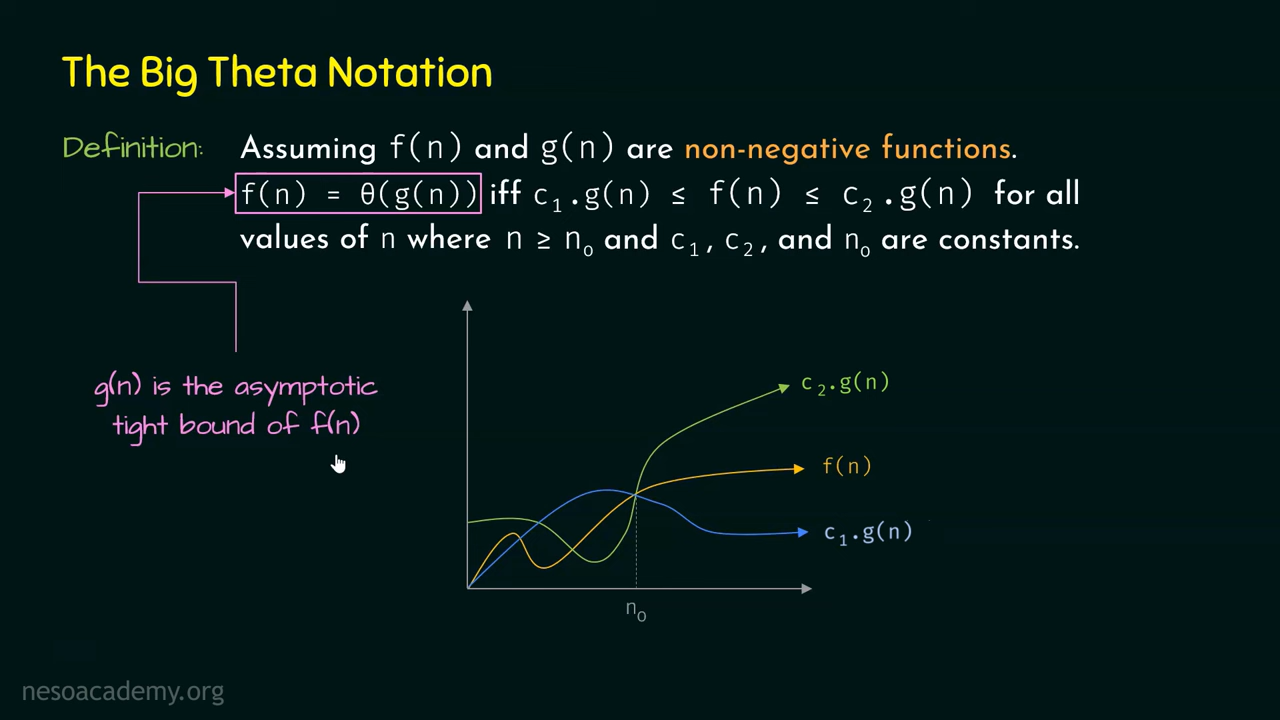 The Big Theta Notation
Definition: Assuming f(n) and g(n) are non-negative functions.
f(n) = θ(g(n)) iff c₁.g(n) ≤ f(n) ≤ c₂.g(n) for all
values of n where n ≥ n₀ and c₁, c₂, and n₀ are constants.
g(n) is the asymptotic
tight bound of f(n)
c₂.g(n)
f(n)
c₁.g(n)
n₀
nesoacademy.org